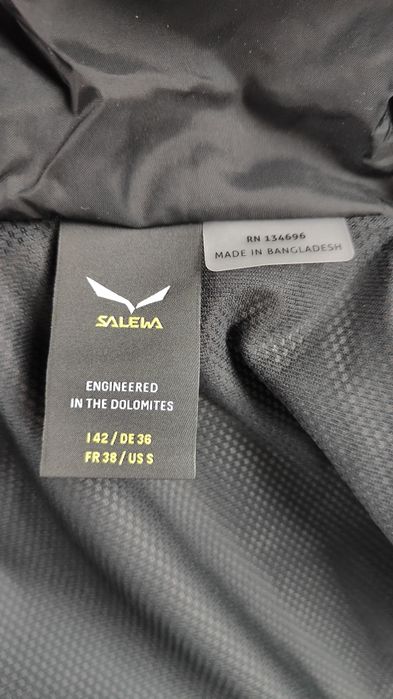 RN 134696
MADE IN BANGLADESH
SALEWA
ENGINEERED
IN THE DOLOMITES
I 42 / DE 36
FR 38 / US S